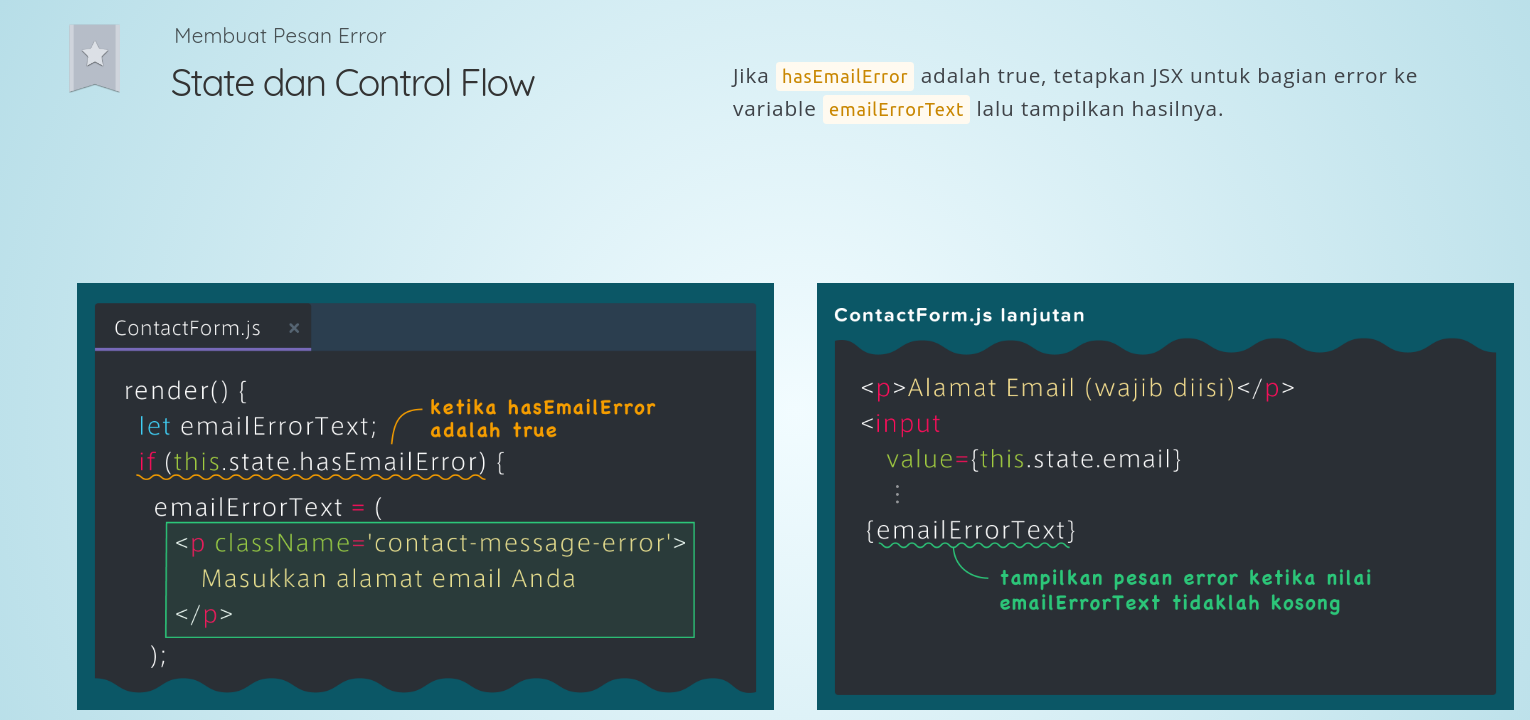 Membuat Pesan Error
State dan Control Flow
Jika hasEmailError adalah true, tetapkan JSX untuk bagian error ke
variable emailErrorText lalu tampilkan hasilnya.
ContactForm.js ×
render() {
let emailErrorText;
ketika hasEmailError
adalah true
if (this.state.hasEmailError) {
emailErrorText = (
<p className='contact-message-error'>
Masukkan alamat email Anda
</p>
);
ContactForm.js lanjutan
<p>Alamat Email (wajib diisi)</p>
<input
value={this.state.email}
⋮
{emailErrorText}
tampilkan pesan error ketika nilai
emailErrorText tidaklah kosong